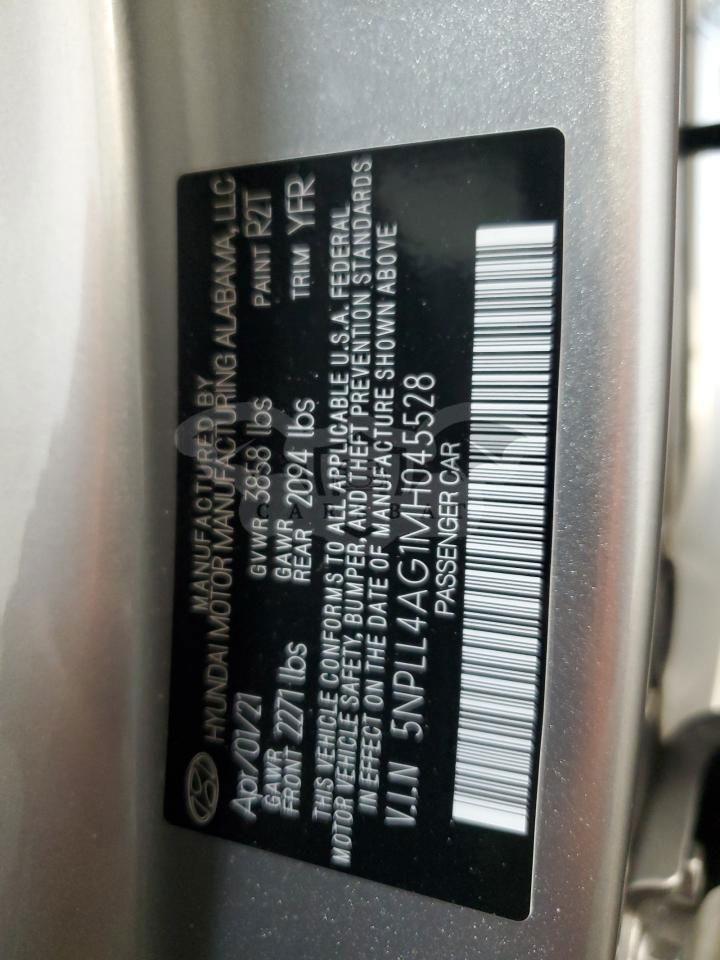 MANUFACTURED BY
HYUNDAI MOTOR MANUFACTURING ALABAMA, LLC
Apr/01/21 GVWR 3858 lbs PAINT R2T
GAWR FRONT 2271 lbs GAWR REAR 2094 lbs TRIM YFR
THIS VEHICLE CONFORMS TO ALL APPLICABLE U.S.A. FEDERAL
MOTOR VEHICLE SAFETY, BUMPER, AND THEFT PREVENTION STANDARDS
IN EFFECT ON THE DATE OF MANUFACTURE SHOWN ABOVE
V.I.N 5NPLL4AG1MH045528
PASSENGER CAR